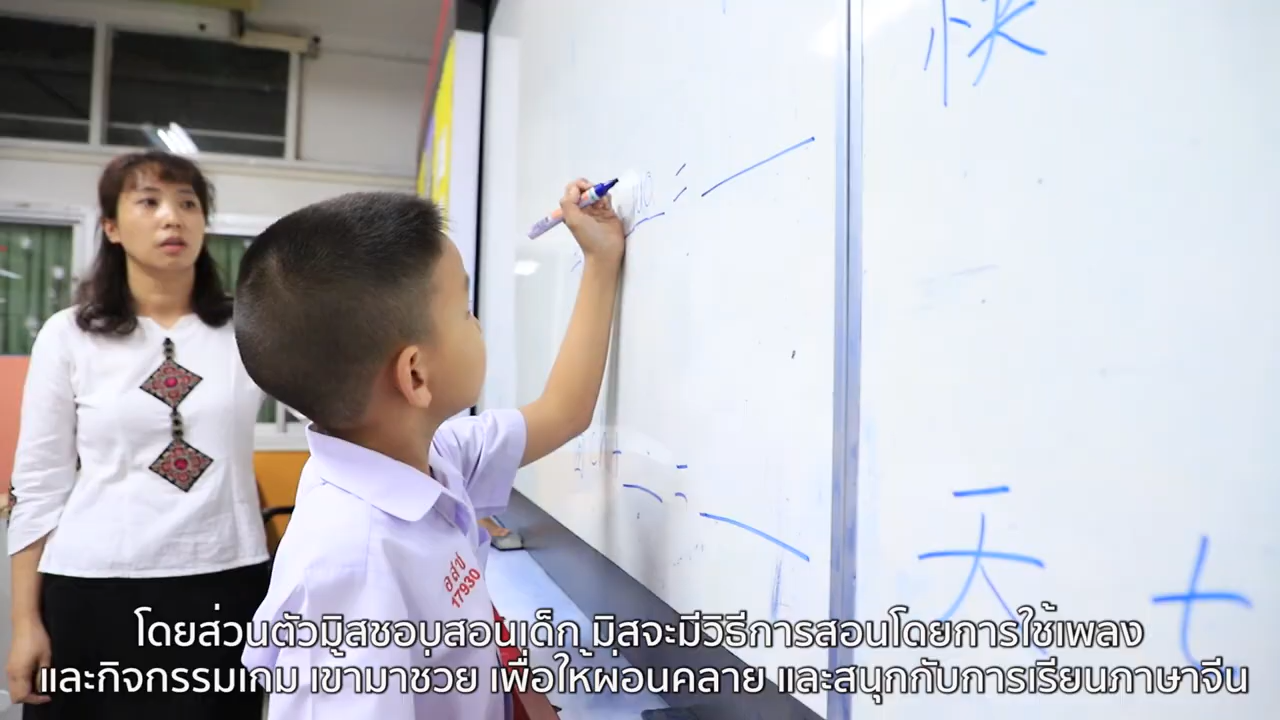 快
天
七
อสช
17930
โดยส่วนตัวมิสชอบสอนเด็ก มิสจะมีวิธีการสอนโดยการใช้เพลง
และกิจกรรมเกม เข้ามาช่วย เพื่อให้ผ่อนคลาย และสนุกกับการเรียนภาษาจีน